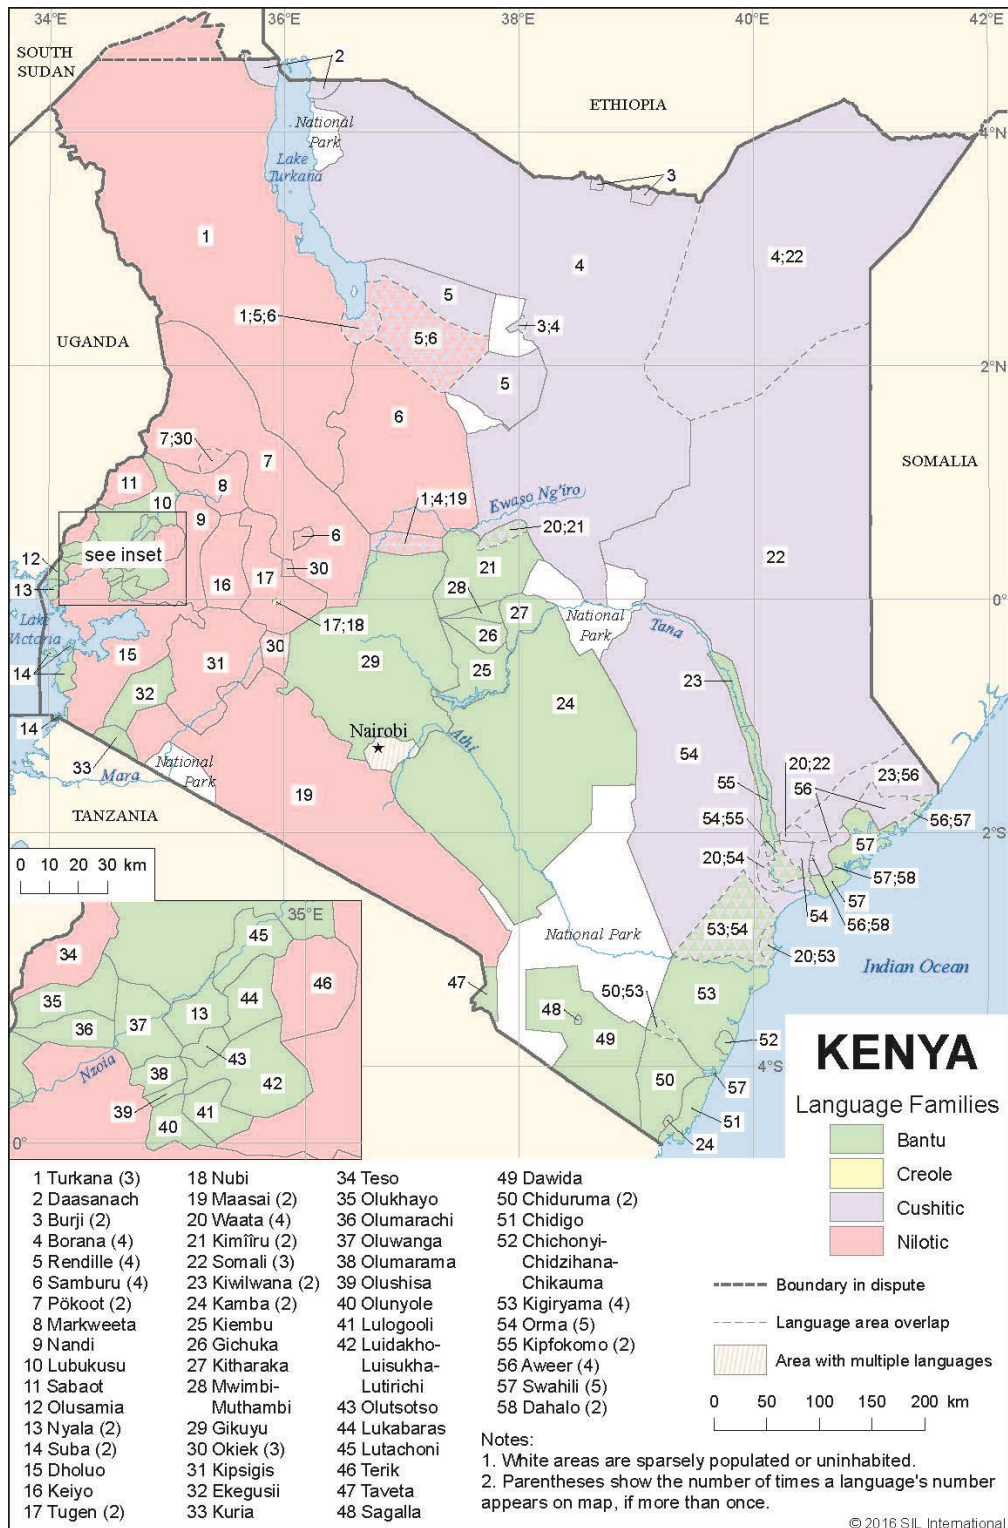 34°E
36°E
38°E
40°E
42°E
SOUTH
SUDAN
2
ETHIOPIA
4°N
National
Park
Lake
Turkana
3
1
4
4;22
5
1;5;6
5;6
3;4
UGANDA
2°N
5
6
7;30
7
SOMALIA
11
8
10
9
1;4;19
Ewaso Ng'iro
20;21
see inset
6
12
21
22
30
16
17
28
13
0°
27
Lake
Victoria
17;18
National
Park
Tana
26
15
30
31
29
14
25
23
32
24
14
Nairobi
Athi
54
20;22
23;56
33
National
Park
55
56
Mara
19
TANZANIA
56;57
2°S
54;55
57
0 10 20 30 km
20;54
57;58
57
54
56;58
35°E
53;54
National Park
45
20;53
Indian Ocean
34
46
47
50;53
53
35
44
48
13
36
37
49
52
43
Nzoia
4°S
38
42
50
57
39
41
51
40
24
0°
KENYA
Language Families
Bantu
Creole
Cushitic
Nilotic
Boundary in dispute
Language area overlap
Area with multiple languages
0 50 100 150 200 km
1 Turkana (3)
2 Daasanach
3 Burji (2)
4 Borana (4)
5 Rendille (4)
6 Samburu (4)
7 Pökoot (2)
8 Markweeta
9 Nandi
10 Lubukusu
11 Sabaot
12 Olusamia
13 Nyala (2)
14 Suba (2)
15 Dholuo
16 Keiyo
17 Tugen (2)
18 Nubi
19 Maasai (2)
20 Waata (4)
21 Kimîîru (2)
22 Somali (3)
23 Kiwilwana (2)
24 Kamba (2)
25 Kiembu
26 Gichuka
27 Kitharaka
28 Mwimbi-
Muthambi
29 Gikuyu
30 Okiek (3)
31 Kipsigis
32 Ekegusii
33 Kuria
34 Teso
35 Olukhayo
36 Olumarachi
37 Oluwanga
38 Olumarama
39 Olushisa
40 Olunyole
41 Lulogooli
42 Luidakho-
Luisukha-
Lutirichi
43 Olutsotso
44 Lukabaras
45 Lutachoni
46 Terik
47 Taveta
48 Sagalla
49 Dawida
50 Chiduruma (2)
51 Chidigo
52 Chichonyi-
Chidzihana-
Chikauma
53 Kigiryama (4)
54 Orma (5)
55 Kipfokomo (2)
56 Aweer (4)
57 Swahili (5)
58 Dahalo (2)
Notes:
1. White areas are sparsely populated or uninhabited.
2. Parentheses show the number of times a language's number
appears on map, if more than once.
© 2016 SIL International